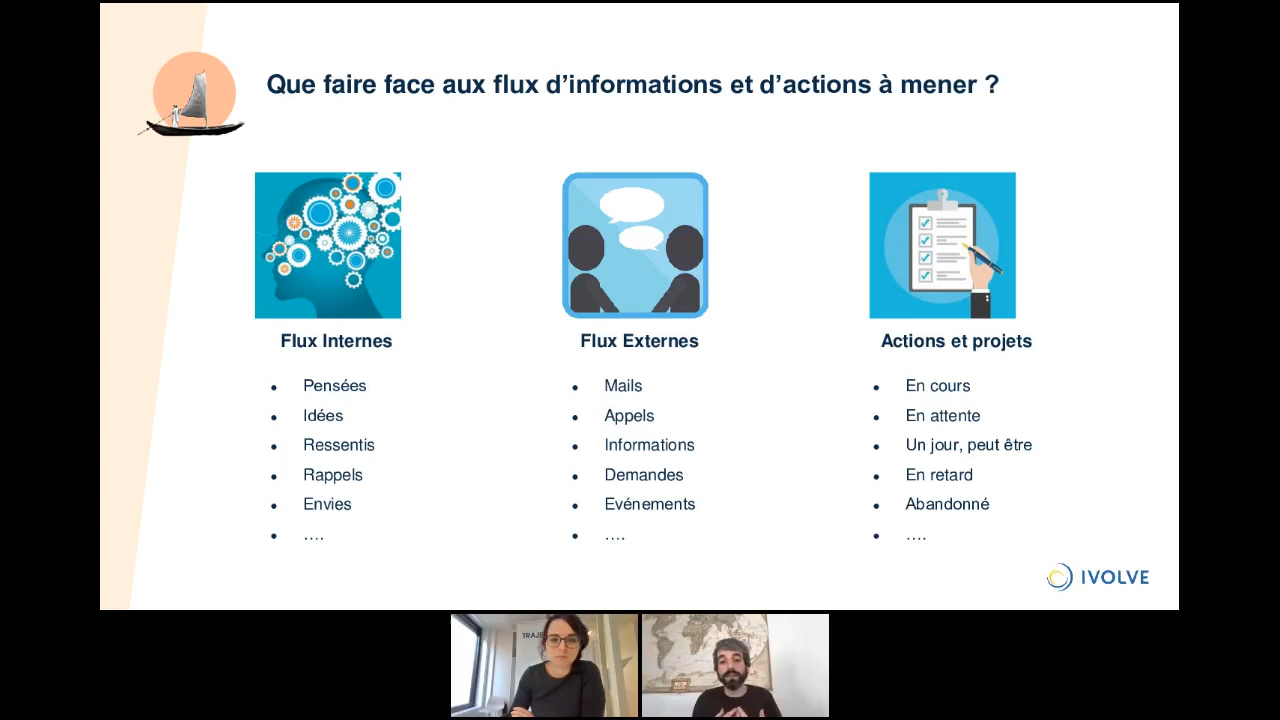 Que faire face aux flux d’informations et d’actions à mener ?
Flux Internes
Pensées
Idées
Ressentis
Rappels
Envies
....
Flux Externes
Mails
Appels
Informations
Demandes
Evénements
....
Actions et projets
En cours
En attente
Un jour, peut être
En retard
Abandonné
....
IVOLVE